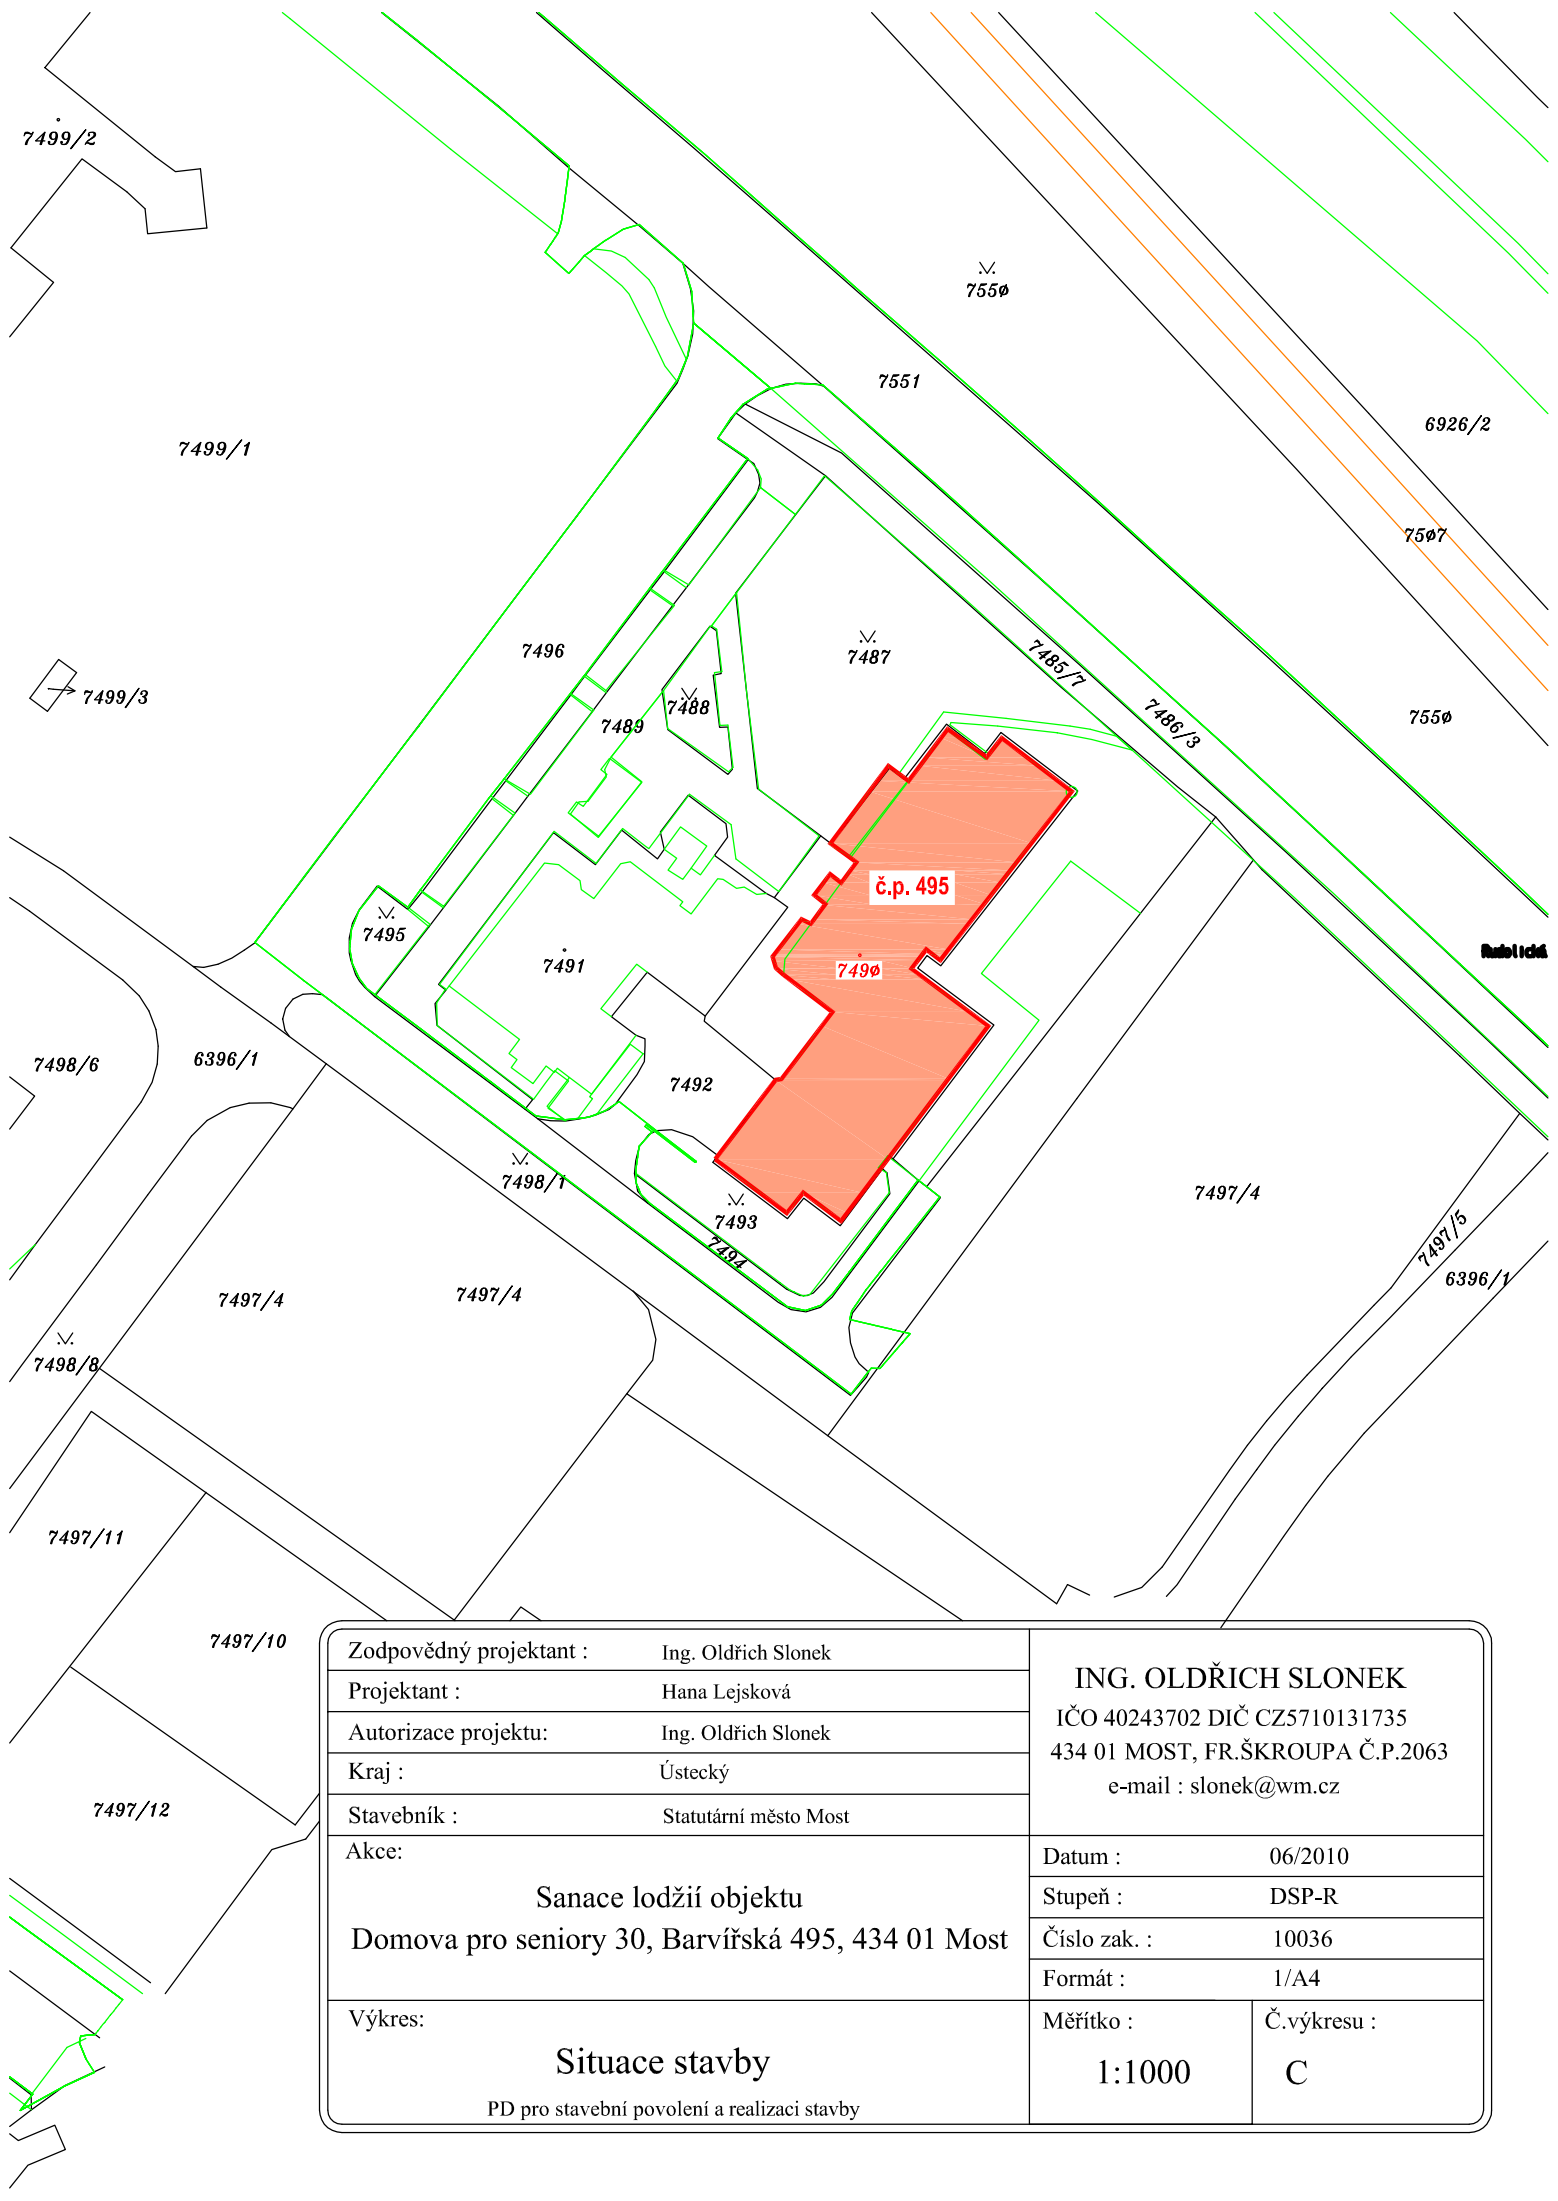 7499/2
7550
7551
6926/2
7499/1
7507
7496
7487
7485/7
7499/3
7488
7486/3
7550
7489
č.p. 495
7495
7491
7490
7498/6
6396/1
7492
7498/1
7497/4
7493
7497/5
7494
6396/1
7497/4
7497/4
7498/8
7497/11
7497/10
7497/12
Zodpovědný projektant : Ing. Oldřich Slonek
Projektant : Hana Lejsková
Autorizace projektu: Ing. Oldřich Slonek
Kraj : Ústecký
Stavebník : Statutární město Most
ING. OLDŘICH SLONEK
IČO 40243702 DIČ CZ5710131735
434 01 MOST, FR.ŠKROUPA Č.P.2063
e-mail : slonek@wm.cz
Akce:
Sanace lodžií objektu
Domova pro seniory 30, Barvířská 495, 434 01 Most
Datum : 06/2010
Stupeň : DSP-R
Číslo zak. : 10036
Formát : 1/A4
Výkres:
Situace stavby
PD pro stavební povolení a realizaci stavby
Měřítko :
1:1000
Č.výkresu :
C